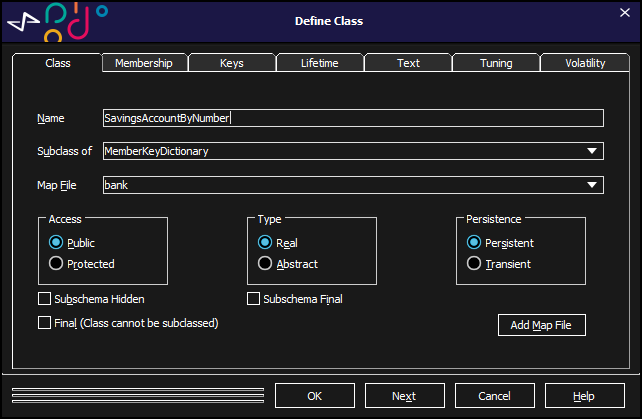 Define Class
Class Membership Keys Lifetime Text Tuning Volatility
Name SavingsAccountByNumber
Subclass of MemberKeyDictionary
Map File bank
Access Type Persistence
Public Real Persistent
Protected Abstract Transient
Subschema Hidden Subschema Final
Final (Class cannot be subclassed) Add Map File
OK Next Cancel Help